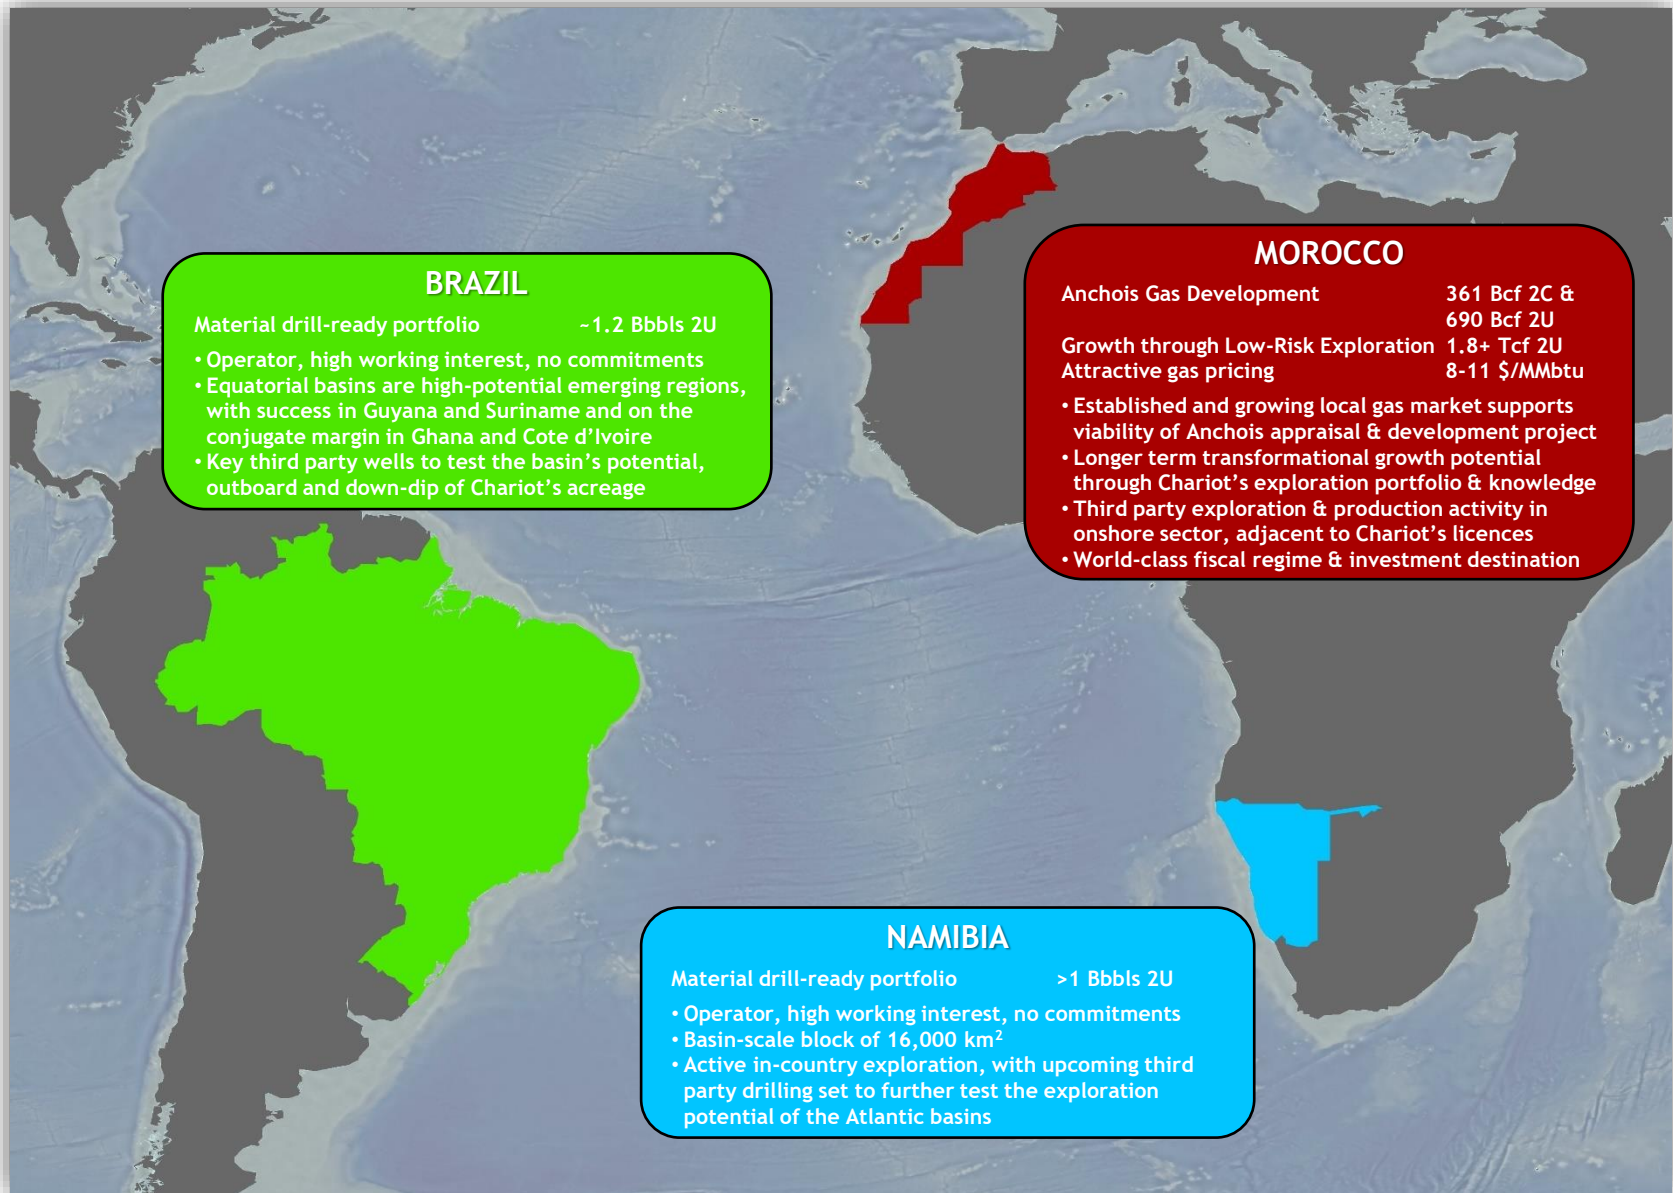 BRAZIL
Material drill-ready portfolio ~1.2 Bbbls 2U
• Operator, high working interest, no commitments
• Equatorial basins are high-potential emerging regions,
with success in Guyana and Suriname and on the
conjugate margin in Ghana and Cote d’Ivoire
• Key third party wells to test the basin’s potential,
outboard and down-dip of Chariot’s acreage
MOROCCO
Anchois Gas Development 361 Bcf 2C &
690 Bcf 2U
Growth through Low-Risk Exploration 1.8+ Tcf 2U
Attractive gas pricing 8-11 $/MMbtu
• Established and growing local gas market supports
viability of Anchois appraisal & development project
• Longer term transformational growth potential
through Chariot’s exploration portfolio & knowledge
• Third party exploration & production activity in
onshore sector, adjacent to Chariot’s licences
• World-class fiscal regime & investment destination
NAMIBIA
Material drill-ready portfolio >1 Bbbls 2U
• Operator, high working interest, no commitments
• Basin-scale block of 16,000 km²
• Active in-country exploration, with upcoming third
party drilling set to further test the exploration
potential of the Atlantic basins